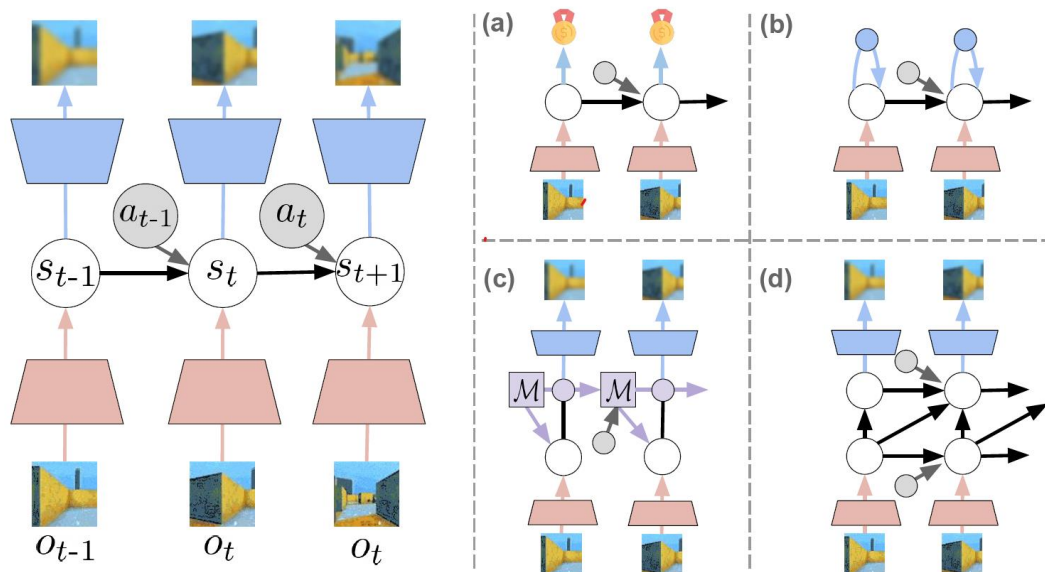 a_{t-1}
a_t
s_{t-1}
s_t
s_{t+1}
o_{t-1}
o_t
o_t
(a)
$
$
(b)
(c)
M
M
(d)